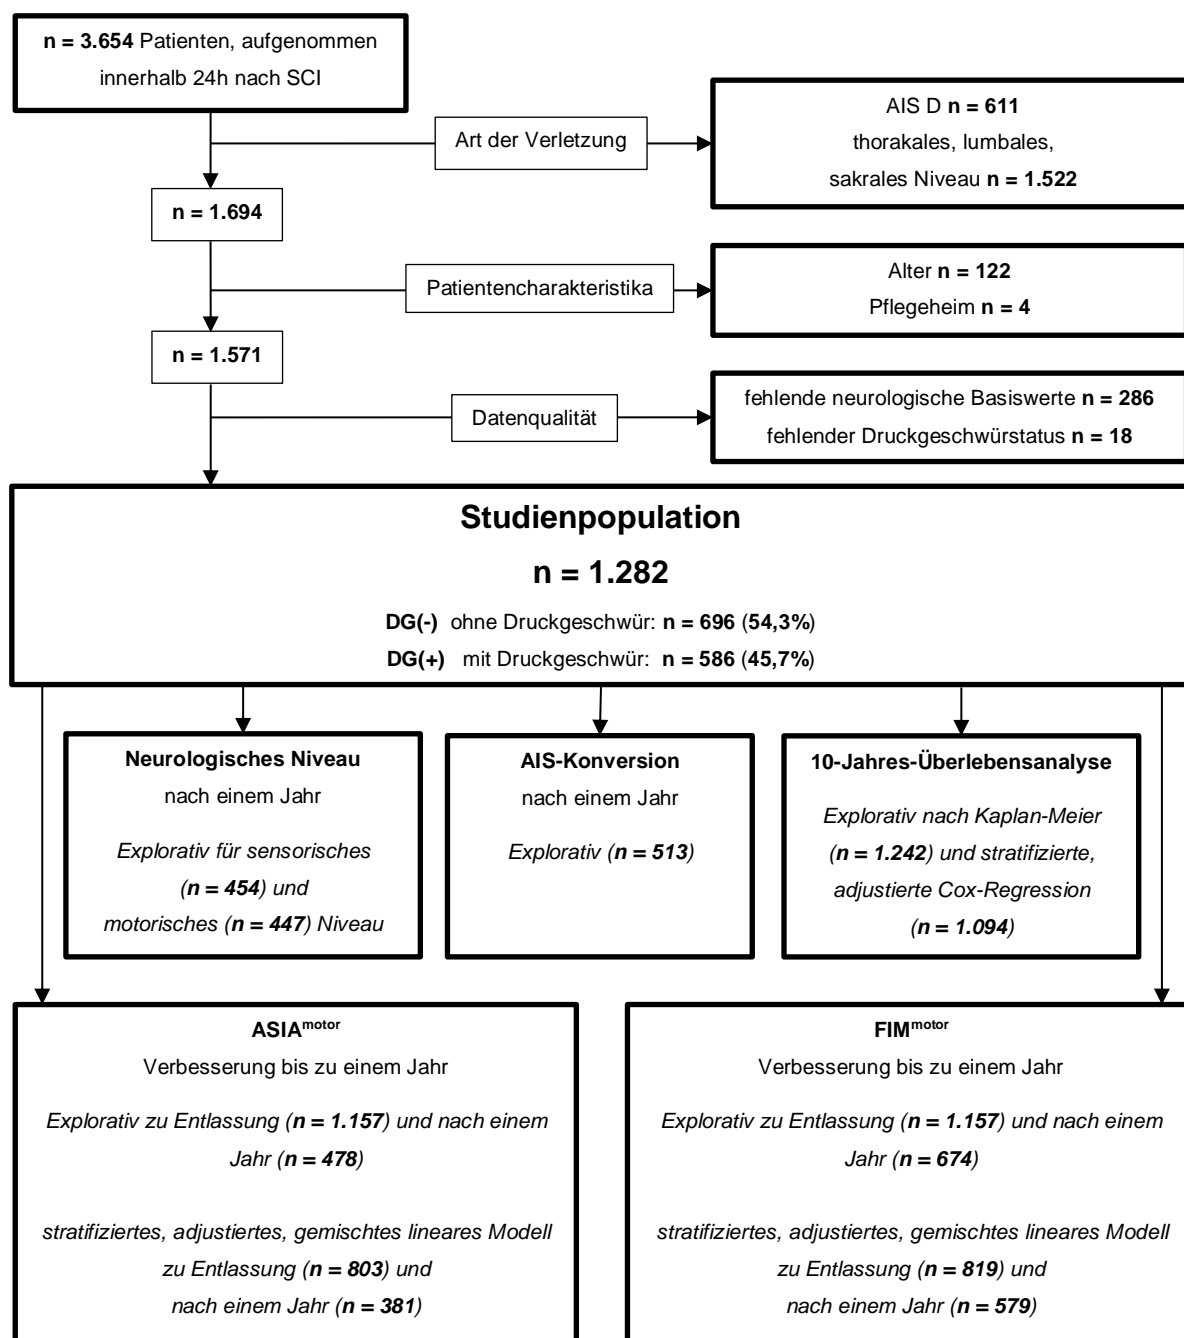 n = 3.654 Patienten, aufgenommen
innerhalb 24h nach SCI
Art der Verletzung
AIS D n = 611
thorakales, lumbales,
sakrales Niveau n = 1.522
n = 1.694
Patientencharakteristika
Alter n = 122
Pflegeheim n = 4
n = 1.571
Datenqualität
fehlende neurologische Basiswerte n = 286
fehlender Druckgeschwürstatus n = 18
Studienpopulation
n = 1.282
DG(-) ohne Druckgeschwür: n = 696 (54,3%)
DG(+) mit Druckgeschwür: n = 586 (45,7%)
Neurologisches Niveau
nach einem Jahr
Explorativ für sensorisches
(n = 454) und
motorisches (n = 447) Niveau
AIS-Konversion
nach einem Jahr
Explorativ (n = 513)
10-Jahres-Überlebensanalyse
Explorativ nach Kaplan-Meier
(n = 1.242) und stratifizierte,
adjustierte Cox-Regression
(n = 1.094)
ASIAmotor
Verbesserung bis zu einem Jahr
Explorativ zu Entlassung (n = 1.157) und nach einem
Jahr (n = 478)
stratifiziertes, adjustiertes, gemischtes lineares Modell
zu Entlassung (n = 803) und
nach einem Jahr (n = 381)
FIMmotor
Verbesserung bis zu einem Jahr
Explorativ zu Entlassung (n = 1.157) und nach einem
Jahr (n = 674)
stratifiziertes, adjustiertes, gemischtes lineares Modell
zu Entlassung (n = 819) und
nach einem Jahr (n = 579)